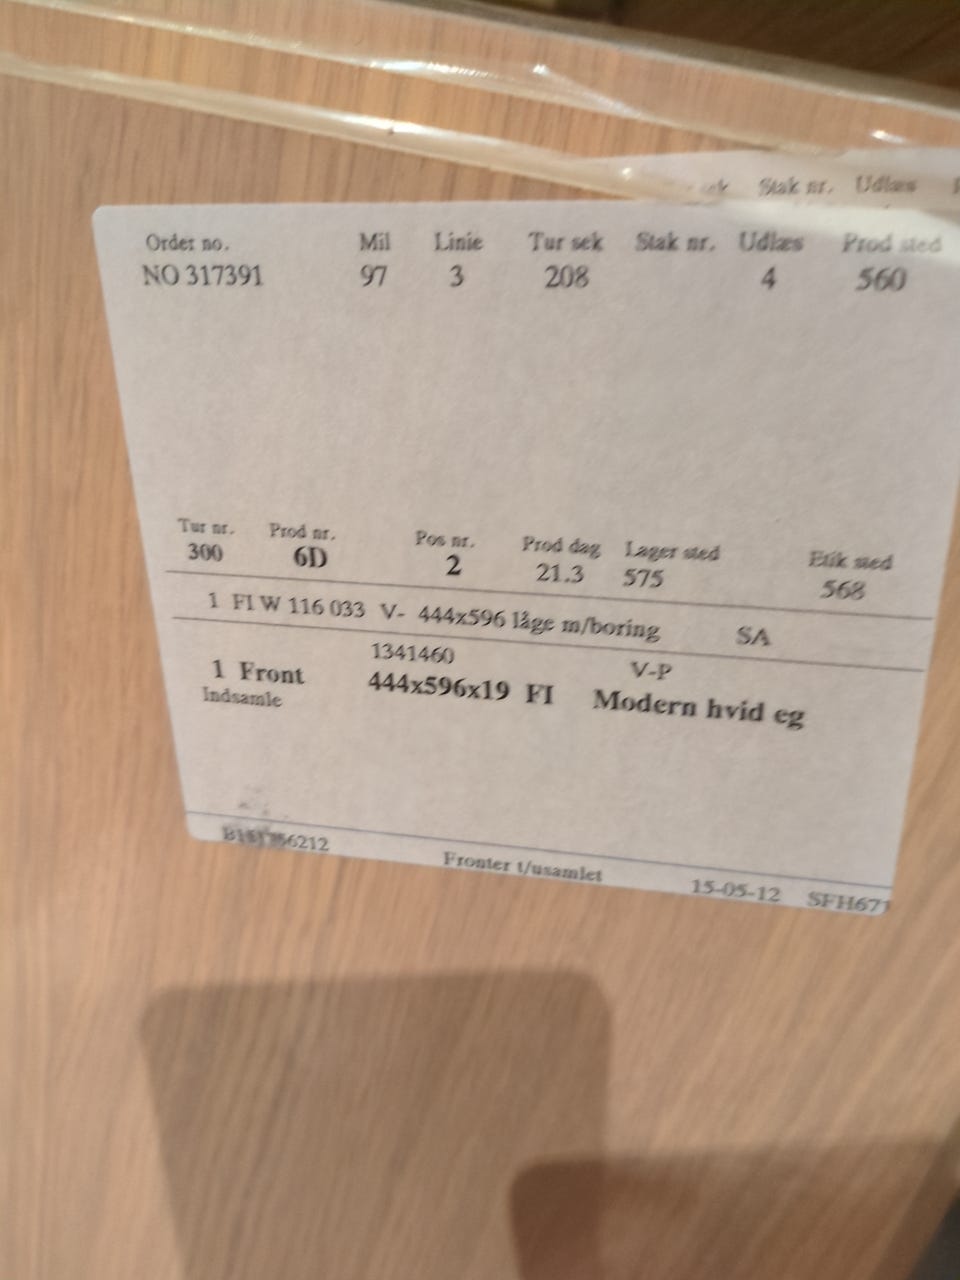 Stak nr. Udlæs
Order no. Mil Linie Tur sek Stak nr. Udlæs Prod sted
NO 317391 97 3 208 4 560
Tur nr. Prod nr. Pos nr. Prod dag Lager sted Etik sted
300 6D 2 21.3 575 568
1 FI W 116 033 V- 444x596 låge m/boring SA
1341460 V-P
1 Front 444x596x19 FI Modern hvid eg
Indsamle
Fronter t/usamlet 15-05-12 SFH671